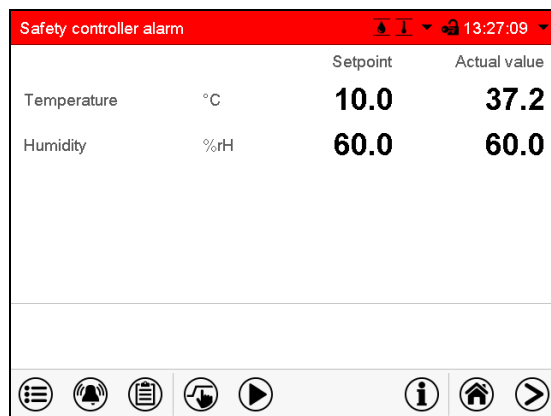 Safety controller alarm 13:27:09
Setpoint Actual value
Temperature °C 10.0 37.2
Humidity %rH 60.0 60.0